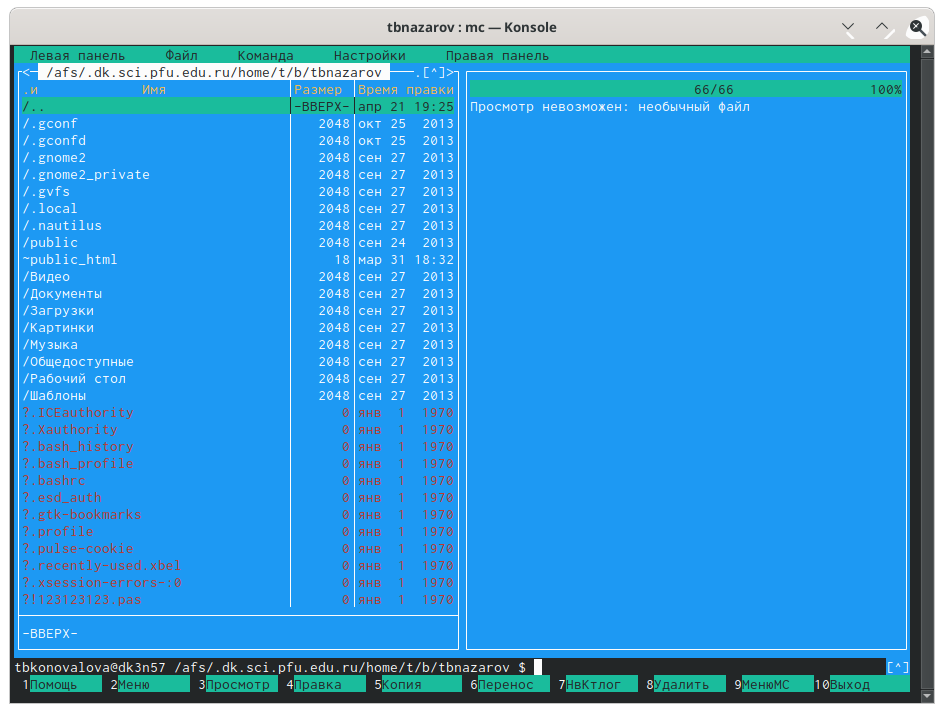 tbnazarov : mc — Konsole
Левая панель Файл Команда Настройки Правая панель
<— /afs/.dk.sci.pfu.edu.ru/home/t/b/tbnazarov —.[^]>
.и Имя Размер Время правки 66/66 100%
/.. -ВВЕРХ- апр 21 19:25 Просмотр невозможен: необычный файл
/.gconf 2048 окт 25 2013
/.gconfd 2048 окт 25 2013
/.gnome2 2048 сен 27 2013
/.gnome2_private 2048 сен 27 2013
/.gvfs 2048 сен 27 2013
/.local 2048 сен 27 2013
/.nautilus 2048 сен 27 2013
/public 2048 сен 24 2013
~public_html 18 мар 31 18:32
/Видео 2048 сен 27 2013
/Документы 2048 сен 27 2013
/Загрузки 2048 сен 27 2013
/Картинки 2048 сен 27 2013
/Музыка 2048 сен 27 2013
/Общедоступные 2048 сен 27 2013
/Рабочий стол 2048 сен 27 2013
/Шаблоны 2048 сен 27 2013
?.ICEauthority 0 янв 1 1970
?.Xauthority 0 янв 1 1970
?.bash_history 0 янв 1 1970
?.bash_profile 0 янв 1 1970
?.bashrc 0 янв 1 1970
?.esd_auth 0 янв 1 1970
?.gtk-bookmarks 0 янв 1 1970
?.profile 0 янв 1 1970
?.pulse-cookie 0 янв 1 1970
?.recently-used.xbel 0 янв 1 1970
?.xsession-errors-:0 0 янв 1 1970
?!123123123.pas 0 янв 1 1970
-ВВЕРХ-
tbkonovalova@dk3n57 /afs/.dk.sci.pfu.edu.ru/home/t/b/tbnazarov $ [^]
1Помощь 2Меню 3Просмотр 4Правка 5Копия 6Перенос 7НвКтлог 8Удалить 9МенюМС 10Выход